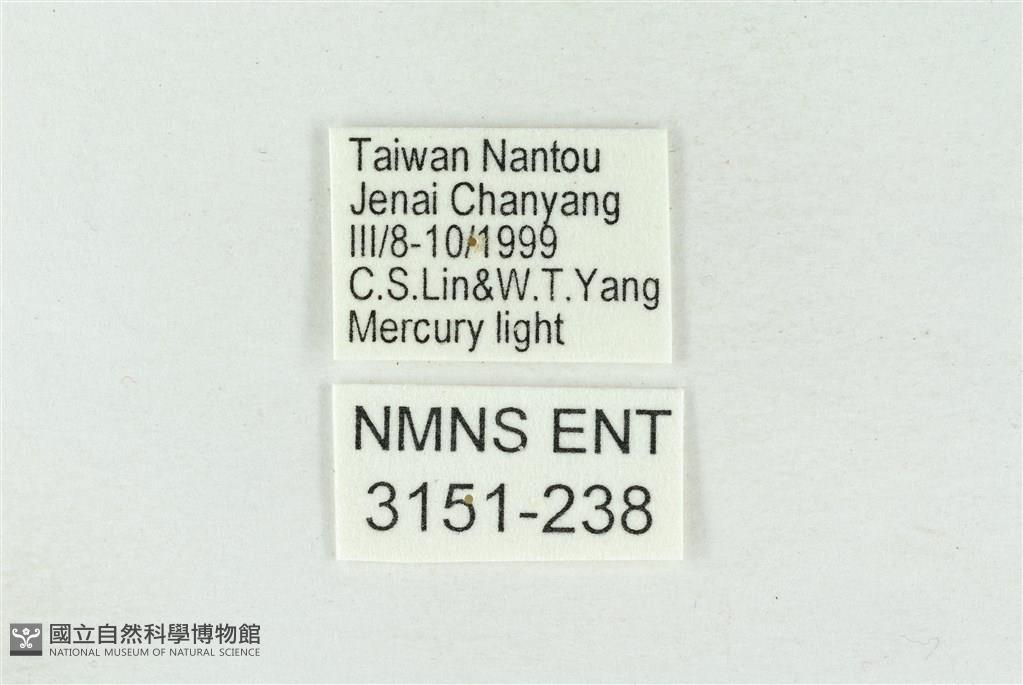 Taiwan Nantou
Jenai Chanyang
III/8-10/1999
C.S.Lin&W.T.Yang
Mercury light
NMNS ENT
3151-238
國立自然科學博物館
NATIONAL MUSEUM OF NATURAL SCIENCE